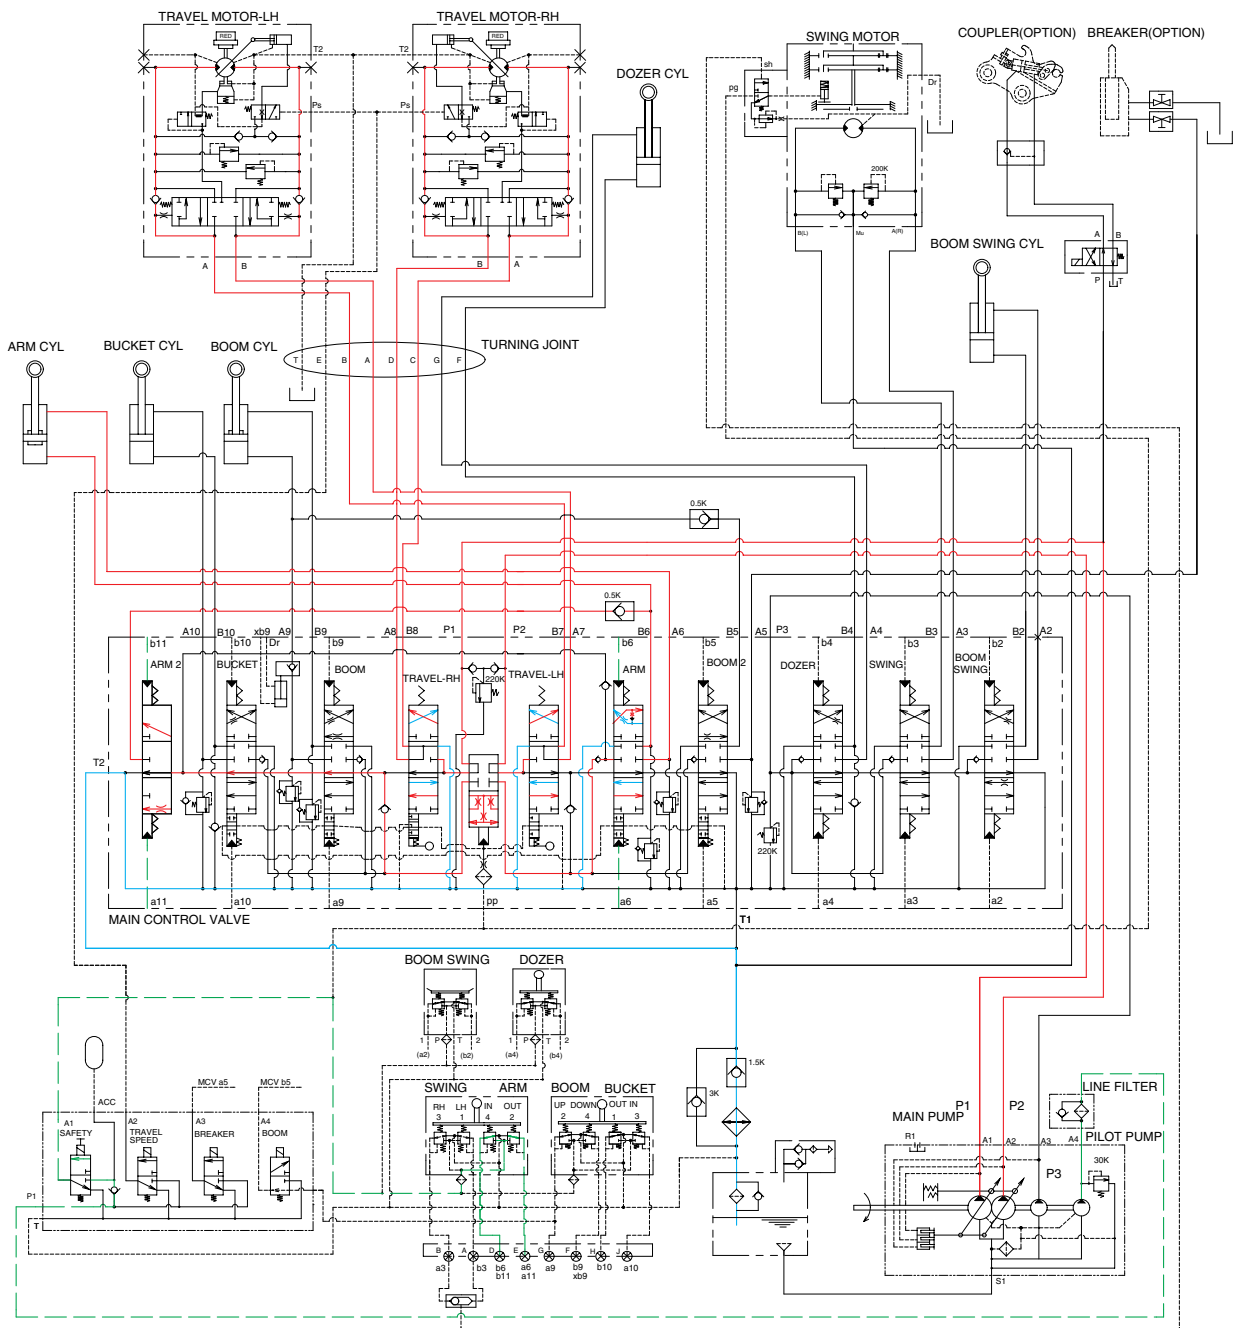 TRAVEL MOTOR-LH
TRAVEL MOTOR-RH
SWING MOTOR
COUPLER(OPTION)
BREAKER(OPTION)
RED
RED
T2
T2
DOZER CYL
sh
pg
Dr
Ps
Ps
200K
B(L)
Mu
A(R)
A
B
B
A
BOOM SWING CYL
A
B
P
T
TURNING JOINT
T
E
B
A
D
C
G
F
ARM CYL
BUCKET CYL
BOOM CYL
0.5K
0.5K
b11
A10
B10
b10
xb9
Dr
A9
B9
b9
A8
B8
P1
P2
B7
A7
b6
B6
A6
b5
B5
A5
P3
b4
B4
A4
b3
B3
A3
b2
B2
A2
ARM 2
BUCKET
BOOM
TRAVEL-RH
220K
TRAVEL-LH
ARM
BOOM 2
DOZER
SWING
BOOM
SWING
T2
220K
a11
a10
a9
pp
a6
a5
a4
a3
a2
MAIN CONTROL VALVE
T1
BOOM SWING
DOZER
1
P
T
2
(a2)
(b2)
1
P
T
2
(a4)
(b4)
SWING
ARM
BOOM
BUCKET
RH
LH
IN
OUT
3
1
4
2
UP
DOWN
OUT
IN
2
4
1
3
3K
1.5K
ACC
MCV a5
MCV b5
A1
SAFETY
A2
TRAVEL
SPEED
A3
BREAKER
A4
BOOM
P1
T
LINE FILTER
P1
P2
MAIN PUMP
PILOT PUMP
R1
A1
A2
A3
A4
P3
30K
S1
B
A
D
E
G
F
H
J
a3
b3
b6
b11
a6
a11
a9
b9
xb9
b10
a10